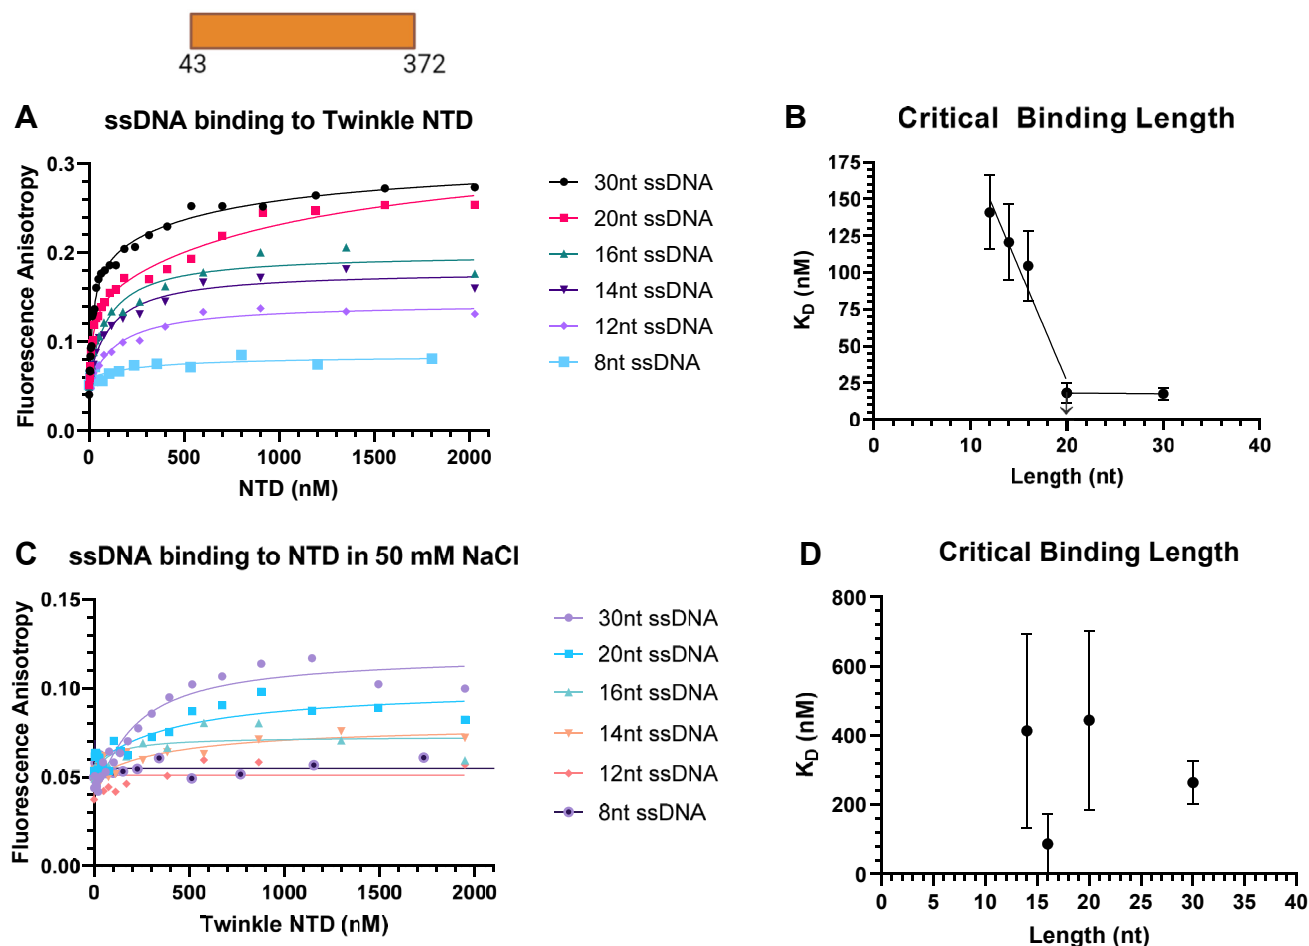 43
372
A
ssDNA binding to Twinkle NTD
Fluorescence Anisotropy
0.3
0.2
0.1
0.0
0
500
1000
1500
2000
NTD (nM)
30nt ssDNA
20nt ssDNA
16nt ssDNA
14nt ssDNA
12nt ssDNA
8nt ssDNA
B
Critical Binding Length
KD (nM)
175
150
125
100
75
50
25
0
0
10
20
30
40
Length (nt)
C
ssDNA binding to NTD in 50 mM NaCl
Fluorescence Anisotropy
0.15
0.10
0.05
0.00
0
500
1000
1500
2000
Twinkle NTD (nM)
30nt ssDNA
20nt ssDNA
16nt ssDNA
14nt ssDNA
12nt ssDNA
8nt ssDNA
D
Critical Binding Length
KD (nM)
800
600
400
200
0
0
5
10
15
20
25
30
35
40
Length (nt)